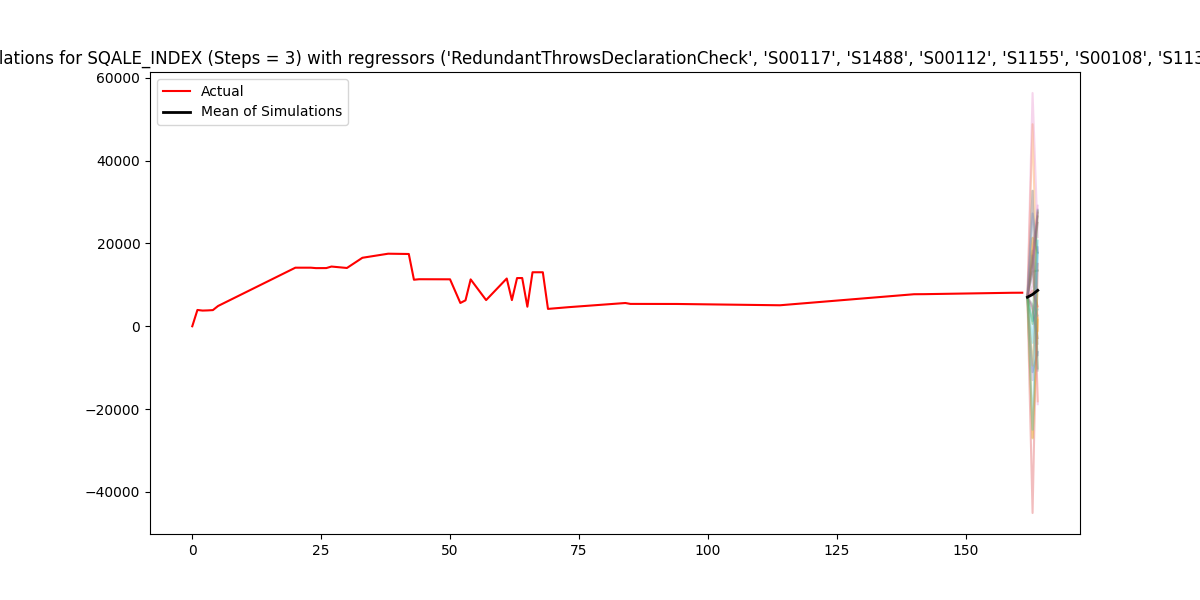 lations for SQALE_INDEX (Steps = 3) with regressors ('RedundantThrowsDeclarationCheck', 'S00117', 'S1488', 'S00112', 'S1155', 'S00108', 'S113
Actual
Mean of Simulations
60000
40000
20000
0
−20000
−40000
0 25 50 75 100 125 150